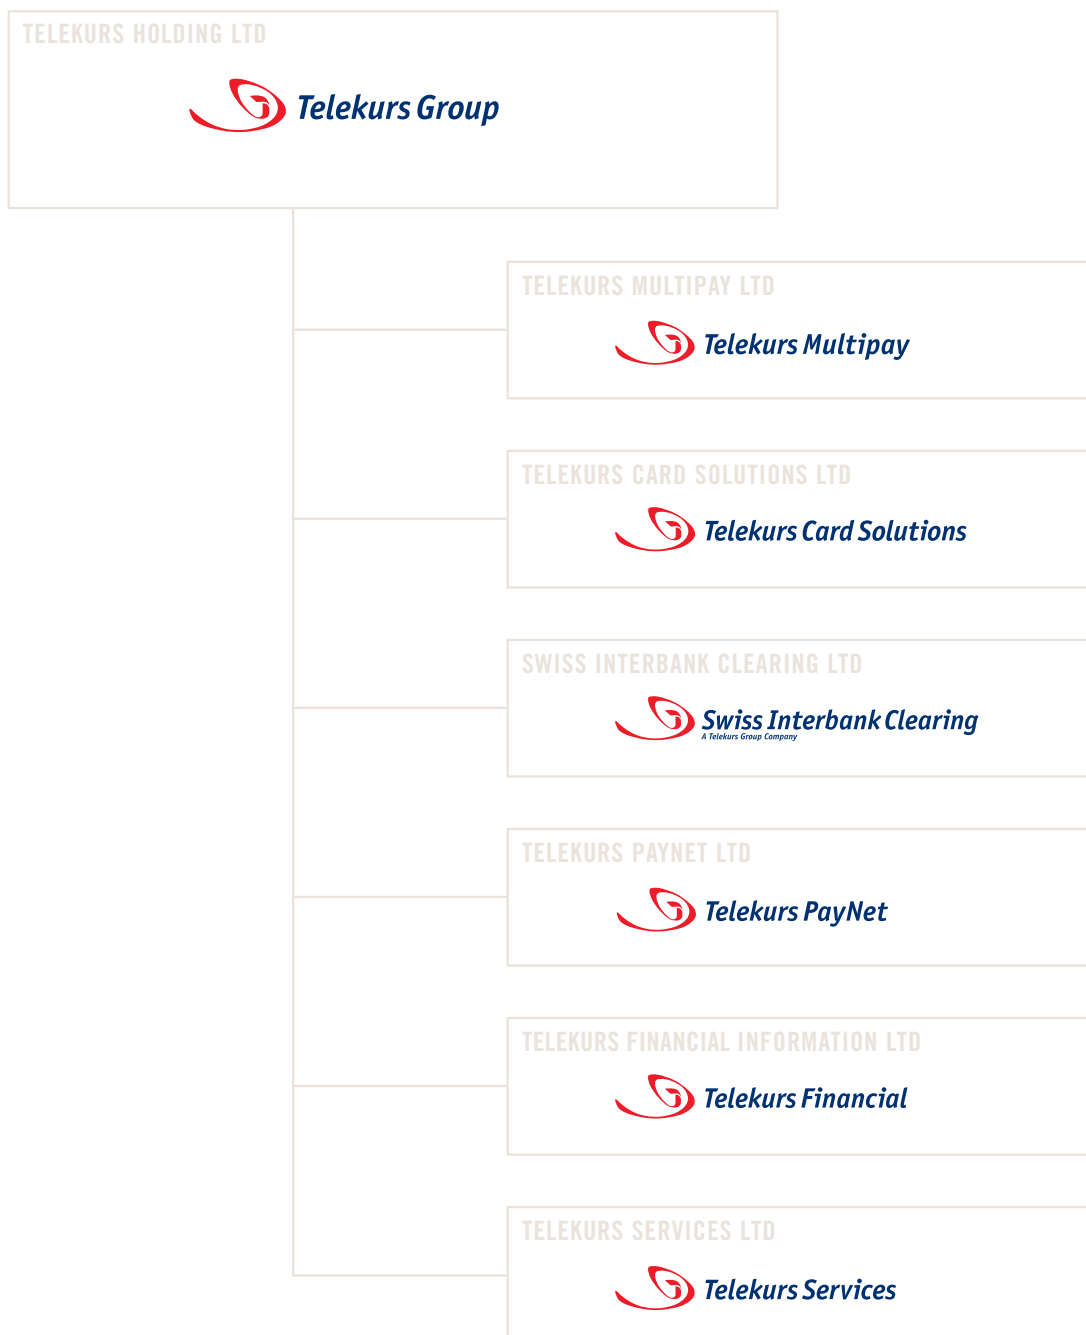 TELEKURS HOLDING LTD
Telekurs Group
TELEKURS MULTIPAY LTD
Telekurs Multipay
TELEKURS CARD SOLUTIONS LTD
Telekurs Card Solutions
SWISS INTERBANK CLEARING LTD
Swiss Interbank Clearing
A Telekurs Group Company
TELEKURS PAYNET LTD
Telekurs PayNet
TELEKURS FINANCIAL INFORMATION LTD
Telekurs Financial
TELEKURS SERVICES LTD
Telekurs Services